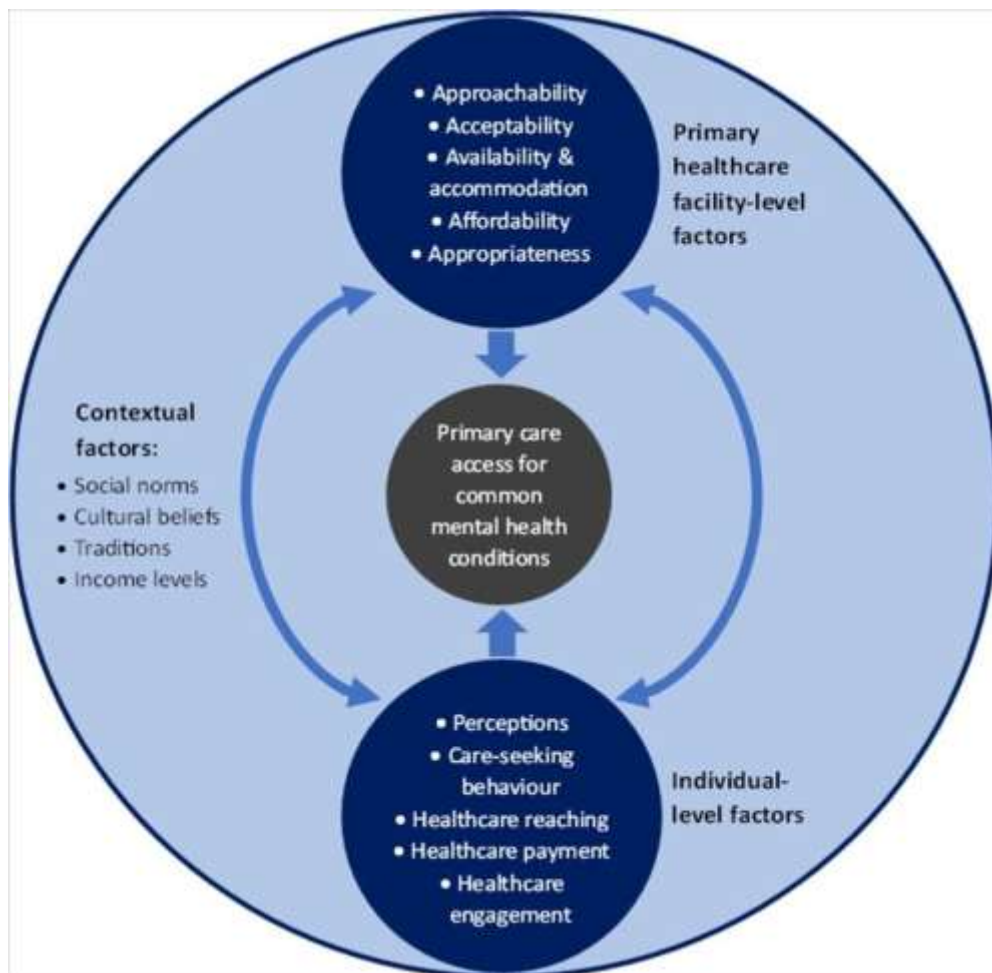 • Approachability
• Acceptability
• Availability &
accommodation
• Affordability
• Appropriateness
Primary
healthcare
facility-level
factors
Contextual
factors:
• Social norms
• Cultural beliefs
• Traditions
• Income levels
Primary care
access for
common
mental health
conditions
• Perceptions
• Care-seeking
behaviour
• Healthcare reaching
• Healthcare payment
• Healthcare
engagement
Individual-
level factors